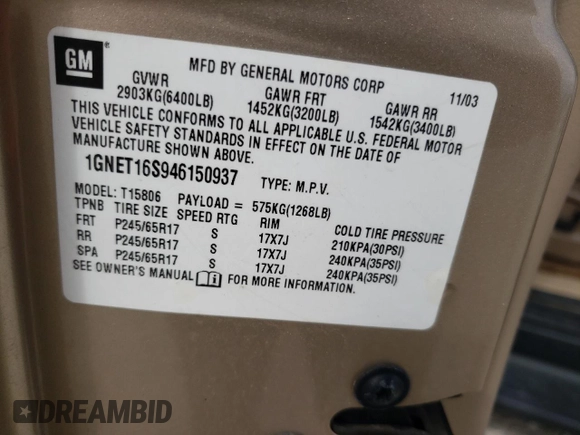 GM
MFD BY GENERAL MOTORS CORP 11/03
GVWR GAWR FRT GAWR RR
2903KG(6400LB) 1452KG(3200LB) 1542KG(3400LB)
THIS VEHICLE CONFORMS TO ALL APPLICABLE U.S. FEDERAL MOTOR
VEHICLE SAFETY STANDARDS IN EFFECT ON THE DATE OF
MANUFACTURE SHOWN ABOVE.
1GNET16S946150937 TYPE: M.P.V.
MODEL: T15806 PAYLOAD = 575KG(1268LB)
TPNB TIRE SIZE SPEED RTG RIM COLD TIRE PRESSURE
FRT P245/65R17 S 17X7J 210KPA(30PSI)
RR P245/65R17 S 17X7J 240KPA(35PSI)
SPA P245/65R17 S 17X7J 240KPA(35PSI)
SEE OWNER'S MANUAL FOR MORE INFORMATION.
DREAMBID